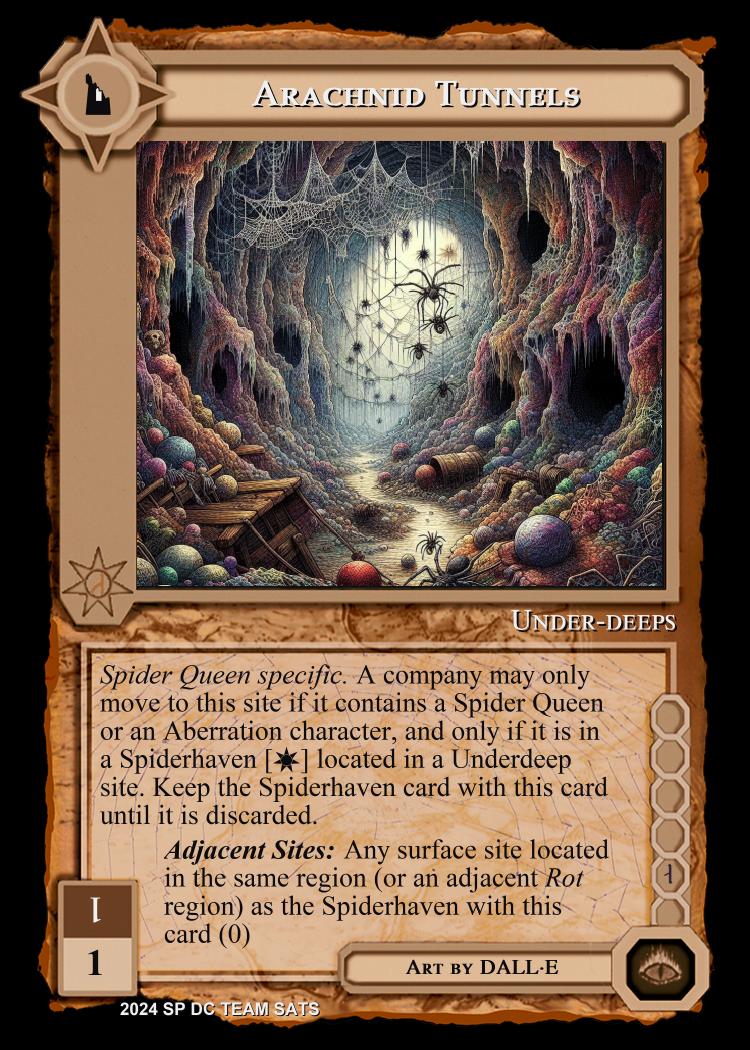 Arachnid Tunnels
Under-deeps
Spider Queen specific. A company may only
move to this site if it contains a Spider Queen
or an Aberration character, and only if it is in
a Spiderhaven [✷] located in a Underdeep
site. Keep the Spiderhaven card with this card
until it is discarded.
Adjacent Sites: Any surface site located
in the same region (or an adjacent Rot
region) as the Spiderhaven with this
card (0)
1
Art by DALL·E
2024 SP DC TEAM SATS